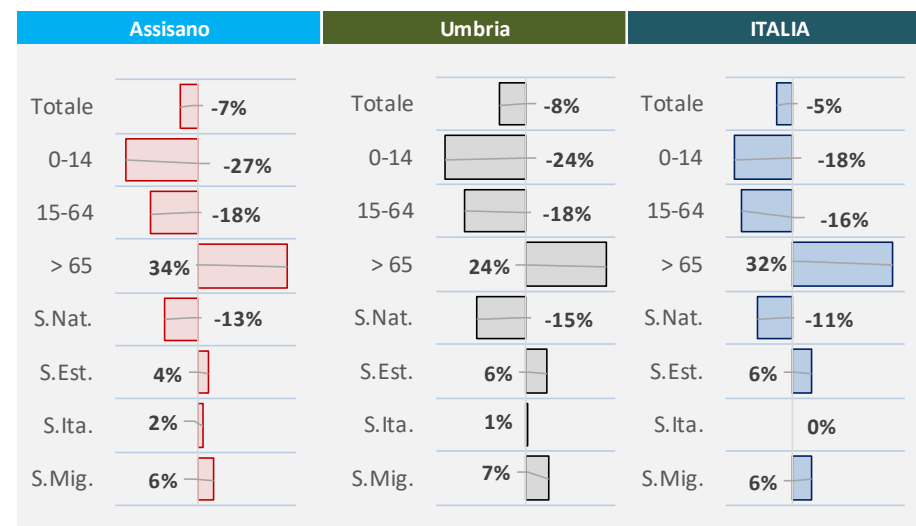 Assisano Umbria ITALIA
Totale -7% Totale -8% Totale -5%
0-14 -27% 0-14 -24% 0-14 -18%
15-64 -18% 15-64 -18% 15-64 -16%
> 65 34% > 65 24% > 65 32%
S.Nat. -13% S.Nat. -15% S.Nat. -11%
S.Est. 4% S.Est. 6% S.Est. 6%
S.Ita. 2% S.Ita. 1% S.Ita. 0%
S.Mig. 6% S.Mig. 7% S.Mig. 6%